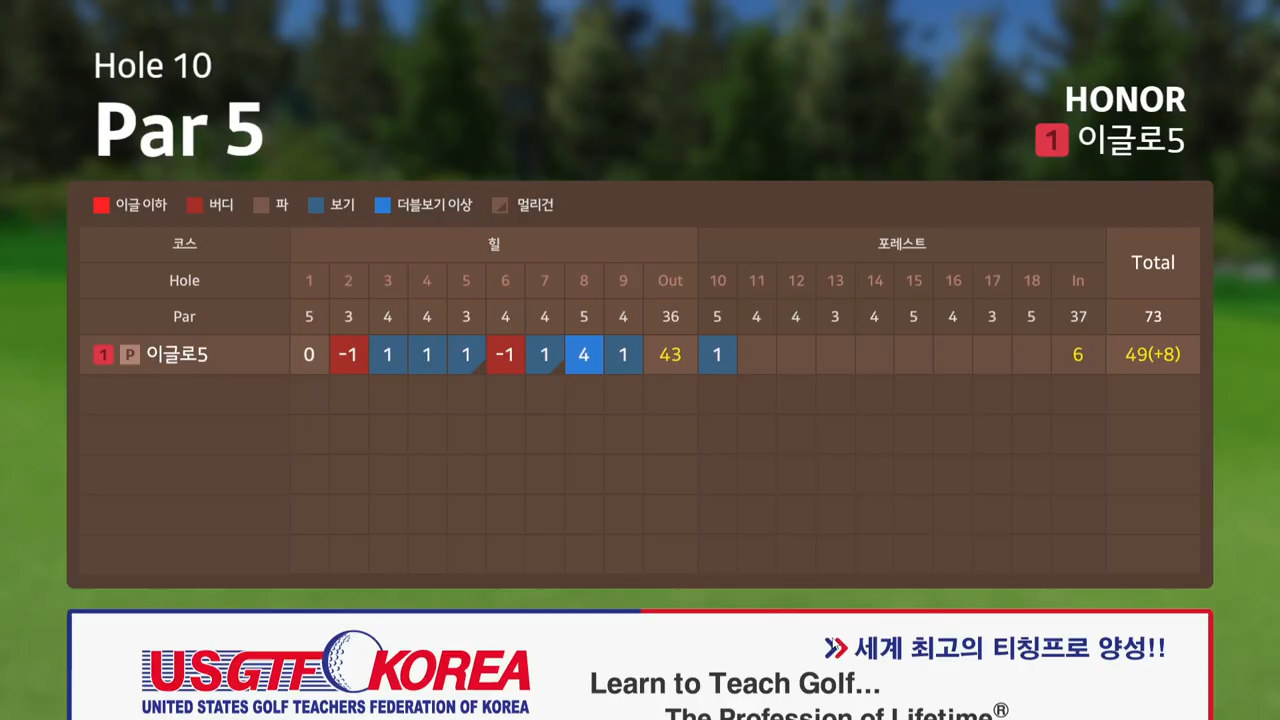 Hole 10
Par 5
HONOR
1 이글로5
이글 이하 버디 파 보기 더블보기 이상 멀리건
코스 힐 포레스트 Total
Hole 1 2 3 4 5 6 7 8 9 Out 10 11 12 13 14 15 16 17 18 In
Par 5 3 4 4 3 4 4 5 4 36 5 4 4 3 4 5 4 3 5 37 73
1 P 이글로5 0 -1 1 1 1 -1 1 4 1 43 1 6 49(+8)
USGTF KOREA
UNITED STATES GOLF TEACHERS FEDERATION OF KOREA
세계 최고의 티칭프로 양성!!
Learn to Teach Golf...
The Profession of Lifetime®